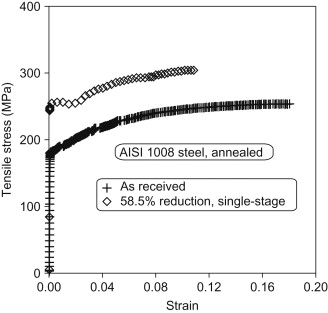 400
300
200
100
0
Tensile stress (MPa)
AISI 1008 steel, annealed
As received
58.5% reduction, single-stage
0.00 0.04 0.08 0.12 0.16 0.20
Strain